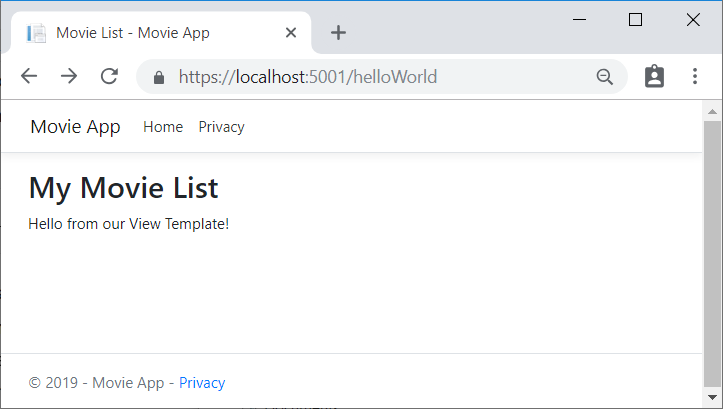 Movie List - Movie App
https://localhost:5001/helloWorld
Movie App Home Privacy
My Movie List
Hello from our View Template!
© 2019 - Movie App - Privacy